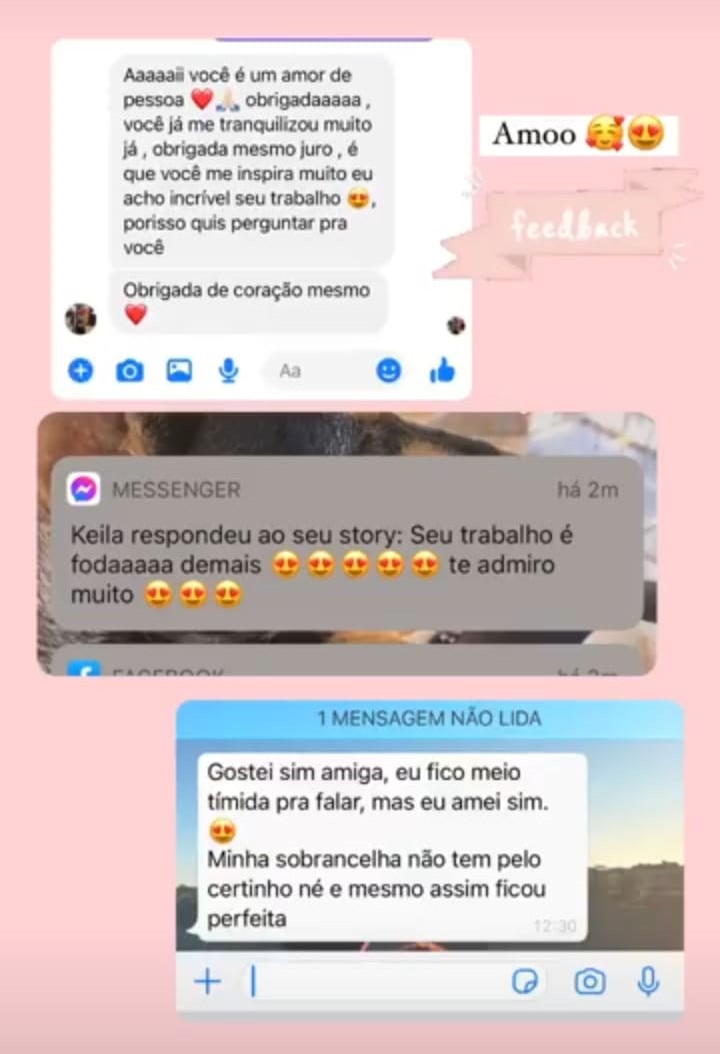 Aaaaaii você é um amor de
pessoa ❤️🙏🏻 obrigadaaaaa ,
você já me tranquilizou muito
já , obrigada mesmo juro , é
que você me inspira muito eu
acho incrível seu trabalho 😍,
porisso quis perguntar pra
você
Obrigada de coração mesmo
❤️
Aa
Amoo 🥰😍
feedback
MESSENGER há 2m
Keila respondeu ao seu story: Seu trabalho é
fodaaaaa demais 😍😍😍😍😍 te admiro
muito 😍😍😍
FACEBOOK há 2m
1 MENSAGEM NÃO LIDA
Gostei sim amiga, eu fico meio
tímida pra falar, mas eu amei sim.
😍
Minha sobrancelha não tem pelo
certinho né e mesmo assim ficou
perfeita
12:30